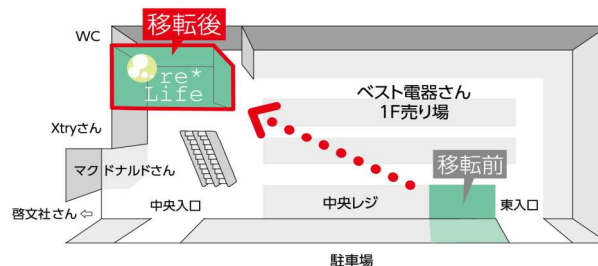 移転後
WC
re*
Life
ベスト電器さん
1F売り場
Xtryさん
マクドナルドさん
移転前
啓文社さん⇦
中央入口
中央レジ
東入口
駐車場